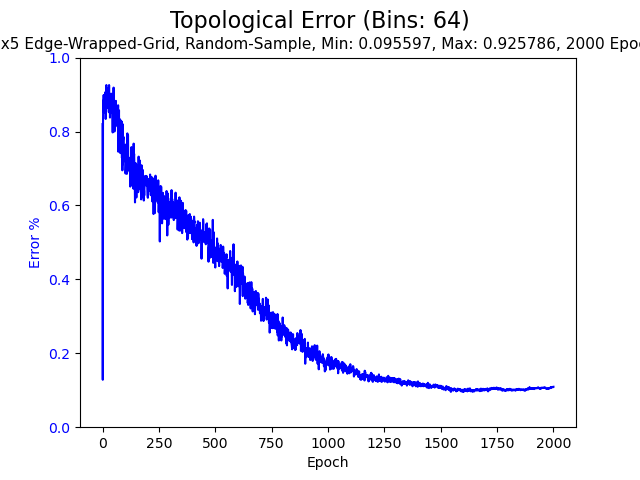 Topological Error (Bins: 64)
x5 Edge-Wrapped-Grid, Random-Sample, Min: 0.095597, Max: 0.925786, 2000 Epo
1.0
0.8
0.6
0.4
0.2
0.0
Error %
0 250 500 750 1000 1250 1500 1750 2000
Epoch